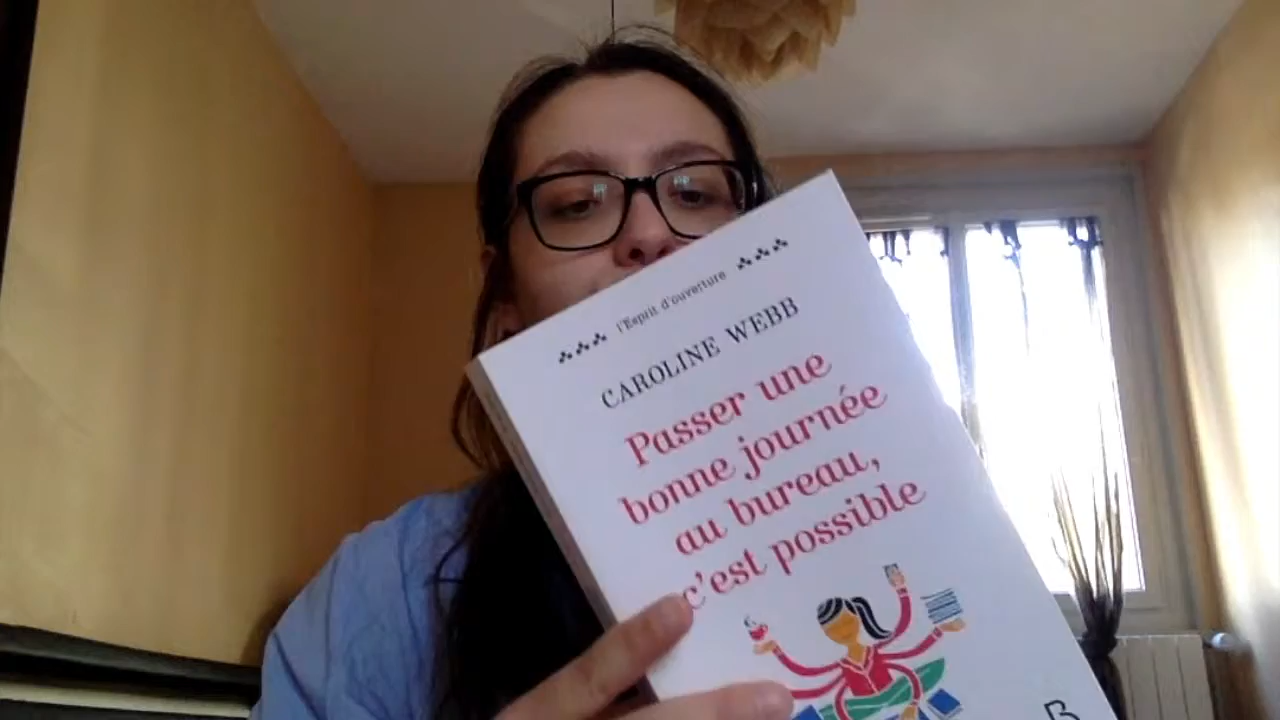 l'Esprit d'ouverture
CAROLINE WEBB
Passer une
bonne journée
au bureau,
c'est possible
B